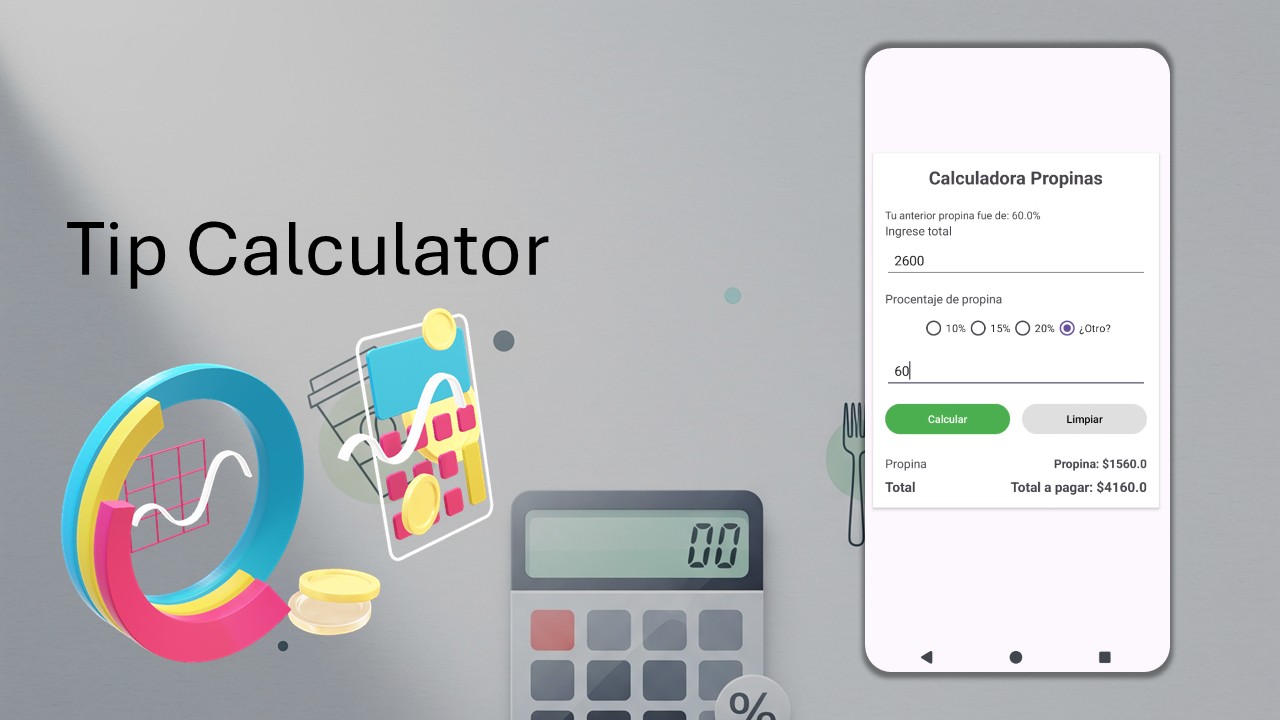 Tip Calculator
Calculadora Propinas
Tu anterior propina fue de: 60.0%
Ingrese total
2600
Procentaje de propina
10% 15% 20% ¿Otro?
60
Calcular Limpiar
Propina Propina: $1560.0
Total Total a pagar: $4160.0
00
%